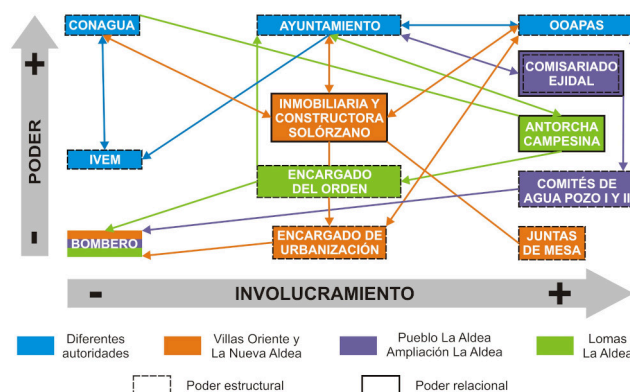 CONAGUA
AYUNTAMIENTO
OOAPAS
COMISARIADO
EJIDAL
INMOBILIARIA Y
CONSTRUCTORA
SOLÓRZANO
ANTORCHA
CAMPESINA
IVEM
ENCARGADO
DEL ORDEN
COMITÉS DE
AGUA POZO I Y II
BOMBERO
ENCARGADO DE
URBANIZACIÓN
JUNTAS
DE MESA
+
PODER
-
- INVOLUCRAMIENTO +
Diferentes
autoridades
Villas Oriente y
La Nueva Aldea
Pueblo La Aldea
Ampliación La Aldea
Lomas
La Aldea
Poder estructural
Poder relacional